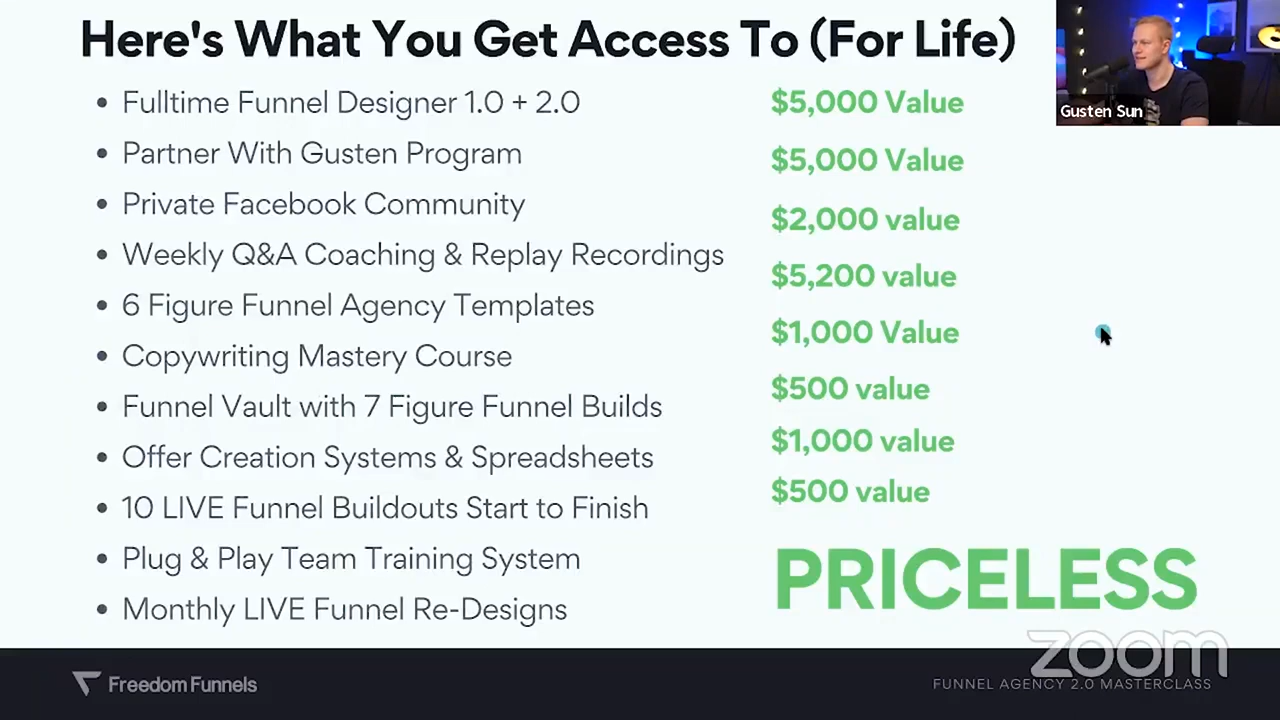 Here's What You Get Access To (For Life)
Gusten Sun
• Fulltime Funnel Designer 1.0 + 2.0
$5,000 Value
• Partner With Gusten Program
$5,000 Value
• Private Facebook Community
$2,000 value
• Weekly Q&A Coaching & Replay Recordings
$5,200 value
• 6 Figure Funnel Agency Templates
$1,000 Value
• Copywriting Mastery Course
$500 value
• Funnel Vault with 7 Figure Funnel Builds
$1,000 value
• Offer Creation Systems & Spreadsheets
$500 value
• 10 LIVE Funnel Buildouts Start to Finish
• Plug & Play Team Training System
PRICELESS
• Monthly LIVE Funnel Re-Designs
zoom
Freedom Funnels
FUNNEL AGENCY 2.0 MASTERCLASS